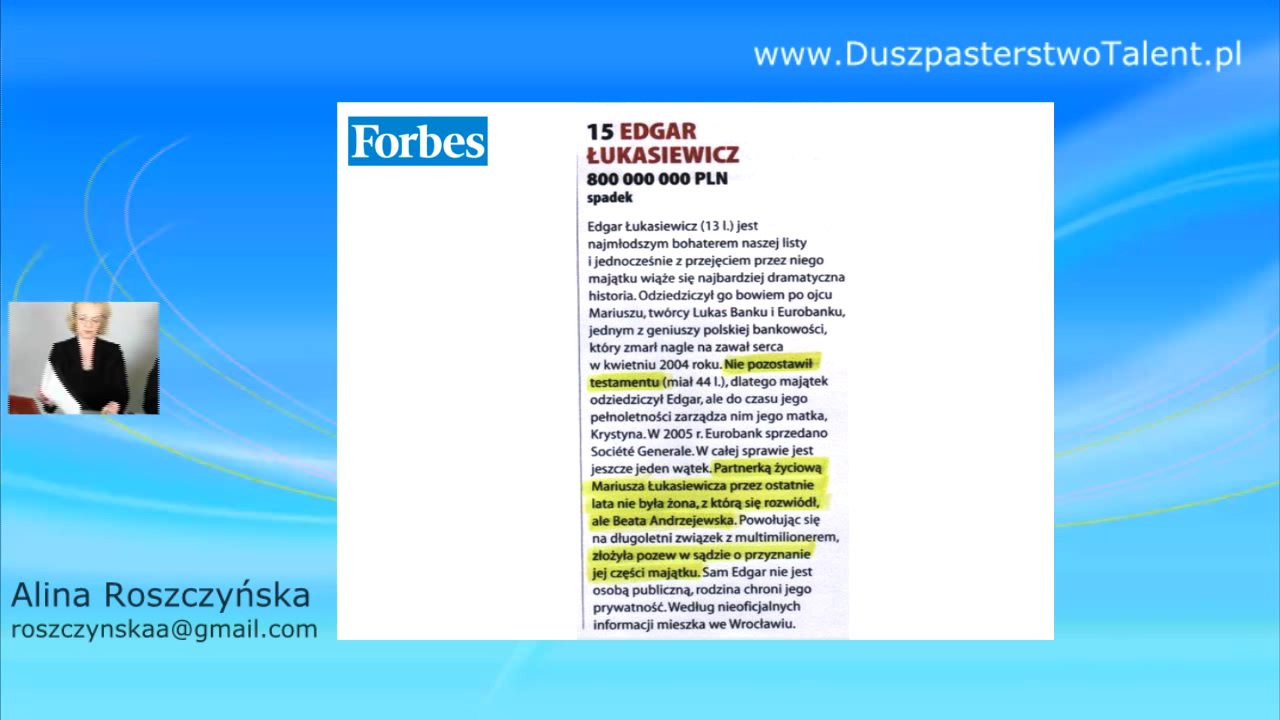 www.DuszpasterstwoTalent.pl
Forbes
15 EDGAR
ŁUKASIEWICZ
800 000 000 PLN
spadek
Edgar Łukasiewicz (13 l.) jest
najmłodszym bohaterem naszej listy
i jednocześnie z przejęciem przez niego
majątku wiąże się najbardziej dramatyczna
historia. Odziedziczył go bowiem po ojcu
Mariuszu, twórcy Lukas Banku i Eurobanku,
jednym z geniuszy polskiej bankowości,
który zmarł nagle na zawał serca
w kwietniu 2004 roku. Nie pozostawił
testamentu (miał 44 l.), dlatego majątek
odziedziczył Edgar, ale do czasu jego
pełnoletności zarządza nim jego matka,
Krystyna. W 2005 r. Eurobank sprzedano
Société Generale. W całej sprawie jest
jeszcze jeden wątek. Partnerką życiową
Mariusza Łukasiewicza przez ostatnie
lata nie była żona, z którą się rozwiódł,
ale Beata Andrzejewska. Powołując się
na długoletni związek z multimilionerem,
złożyła pozew w sądzie o przyznanie
jej części majątku. Sam Edgar nie jest
osobą publiczną, rodzina chroni jego
prywatność. Według nieoficjalnych
informacji mieszka we Wrocławiu.
Alina Roszczyńska
roszczynskaa@gmail.com